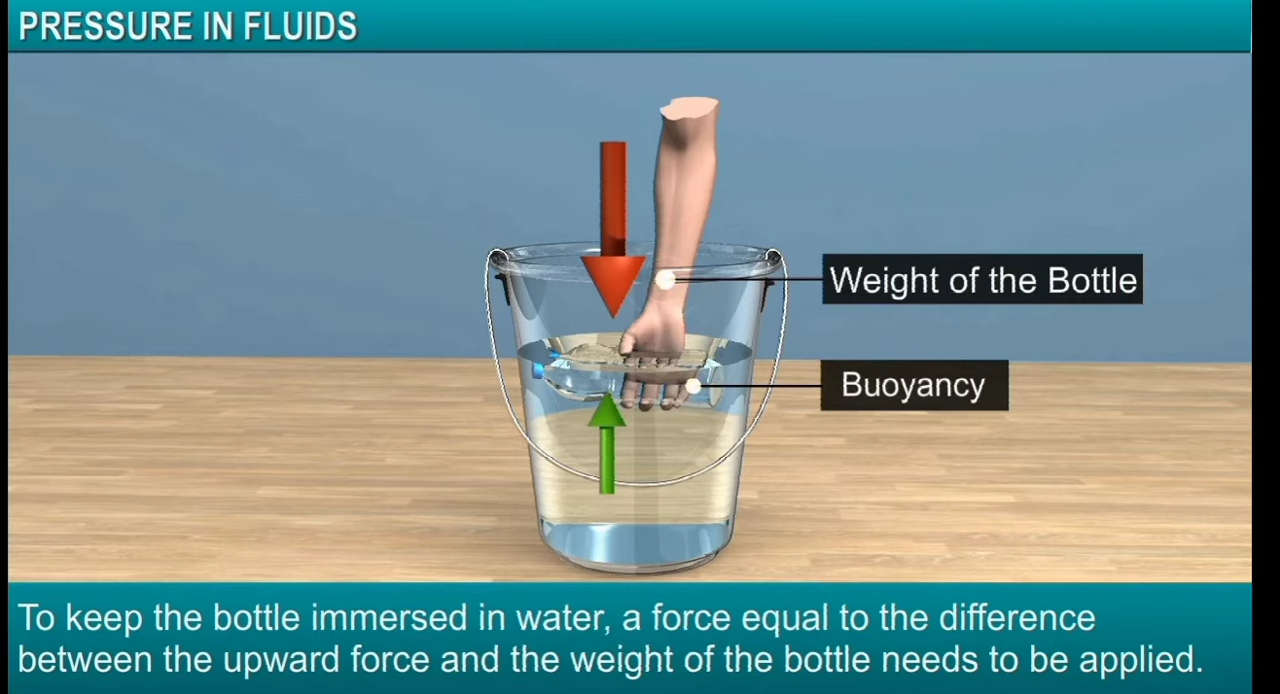 PRESSURE IN FLUIDS
Weight of the Bottle
Buoyancy
To keep the bottle immersed in water, a force equal to the difference
between the upward force and the weight of the bottle needs to be applied.